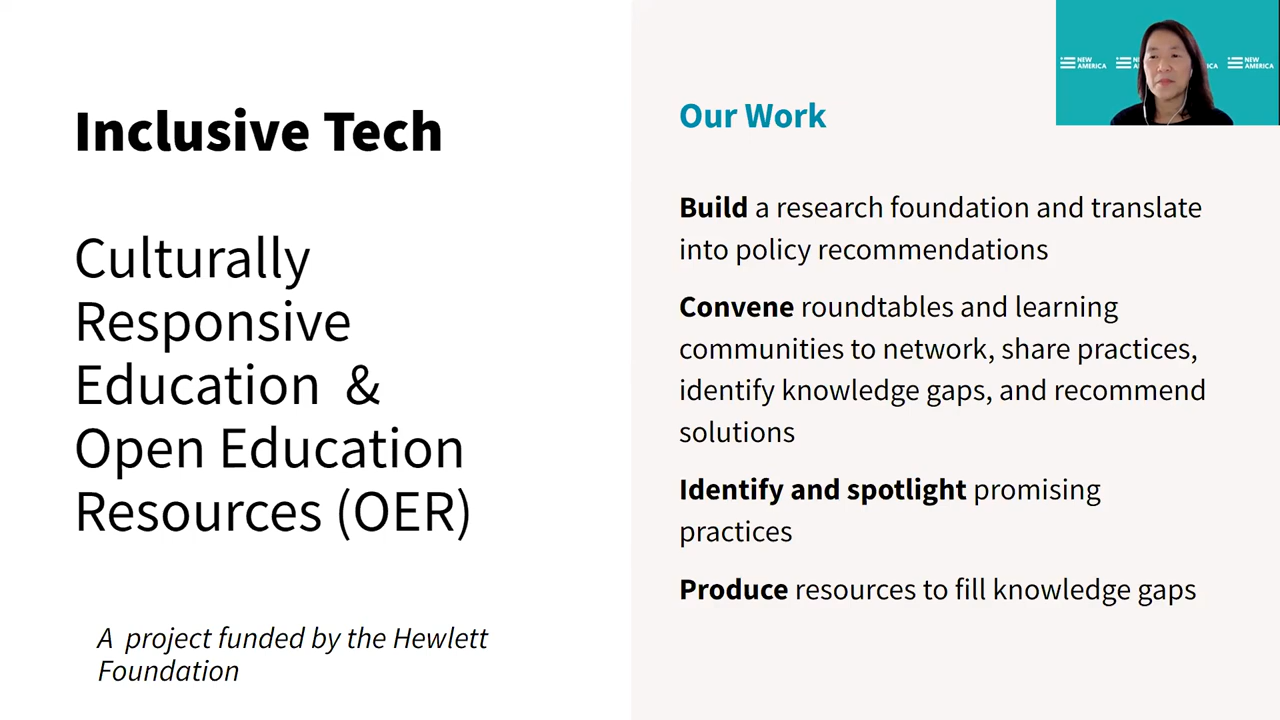 Inclusive Tech
Culturally
Responsive
Education &
Open Education
Resources (OER)
A project funded by the Hewlett
Foundation
Our Work
Build a research foundation and translate
into policy recommendations
Convene roundtables and learning
communities to network, share practices,
identify knowledge gaps, and recommend
solutions
Identify and spotlight promising
practices
Produce resources to fill knowledge gaps
NEW
AMERICA
NEW
AMERICA